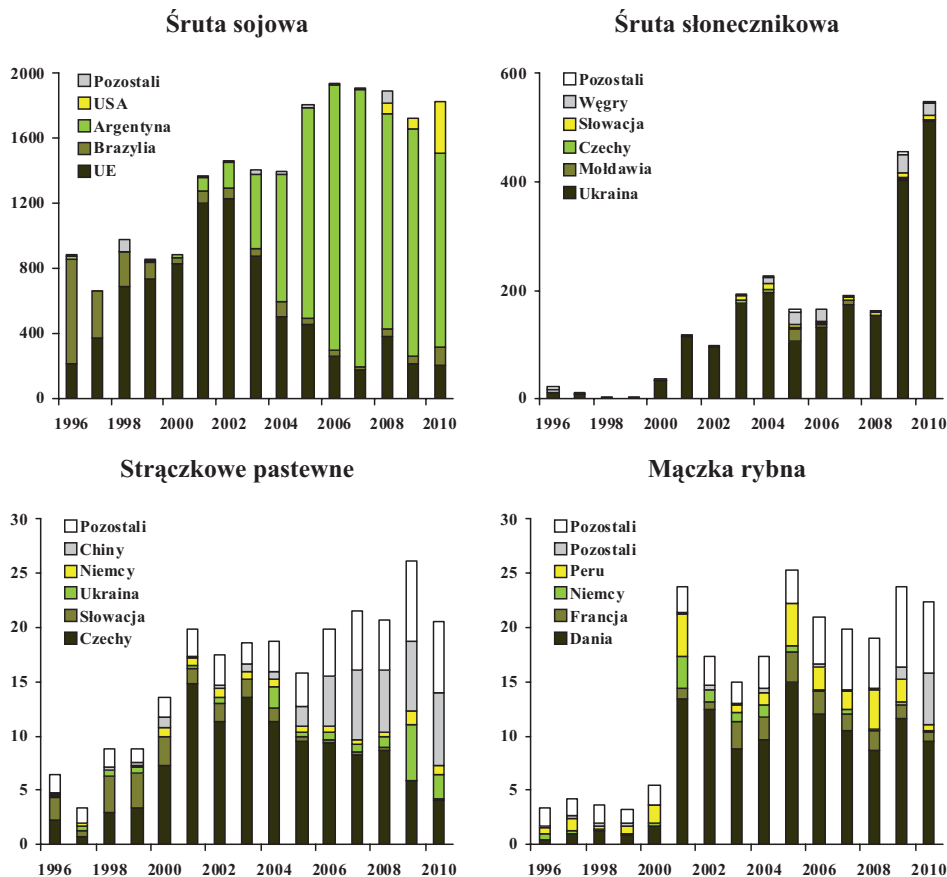 Śruta sojowa
2000
1600
1200
800
400
0
Pozostali
USA
Argentyna
Brazylia
UE
1996 1998 2000 2002 2004 2006 2008 2010
Śruta słonecznikowa
600
400
200
0
Pozostali
Węgry
Słowacja
Czechy
Mołdawia
Ukraina
1996 1998 2000 2002 2004 2006 2008 2010
Strączkowe pastewne
30
25
20
15
10
5
0
Pozostali
Chiny
Niemcy
Ukraina
Słowacja
Czechy
1996 1998 2000 2002 2004 2006 2008 2010
Mączka rybna
30
25
20
15
10
5
0
Pozostali
Pozostali
Peru
Niemcy
Francja
Dania
1996 1998 2000 2002 2004 2006 2008 2010